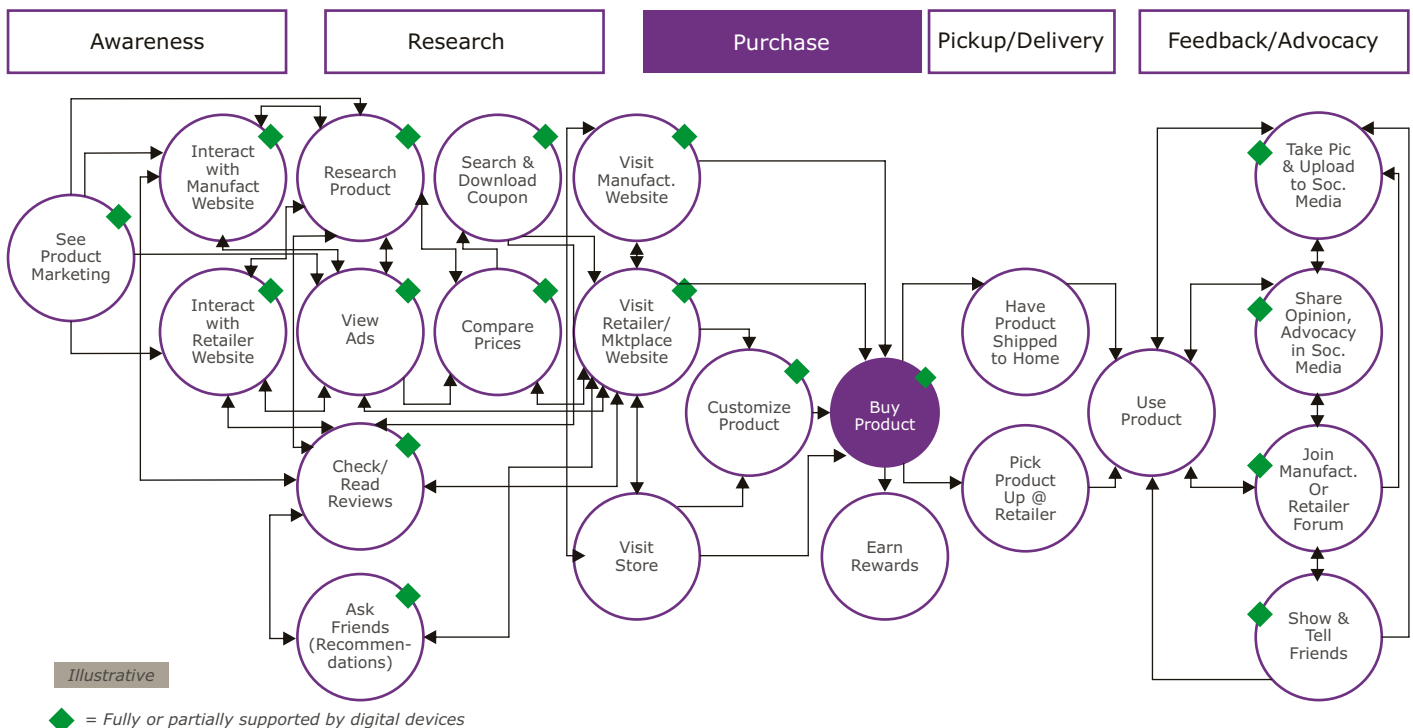 Awareness
Research
Purchase
Pickup/Delivery
Feedback/Advocacy
See
Product
Marketing
Interact
with
Manufact
Website
Interact
with
Retailer
Website
Research
Product
View
Ads
Check/
Read
Reviews
Ask
Friends
(Recommen-
dations)
Search &
Download
Coupon
Compare
Prices
Visit
Manufact.
Website
Visit
Retailer/
Mktplace
Website
Visit
Store
Customize
Product
Buy
Product
Earn
Rewards
Have
Product
Shipped
to Home
Pick
Product
Up @
Retailer
Use
Product
Take Pic
& Upload
to Soc.
Media
Share
Opinion,
Advocacy
in Soc.
Media
Join
Manufact.
Or
Retailer
Forum
Show &
Tell
Friends
Illustrative
= Fully or partially supported by digital devices